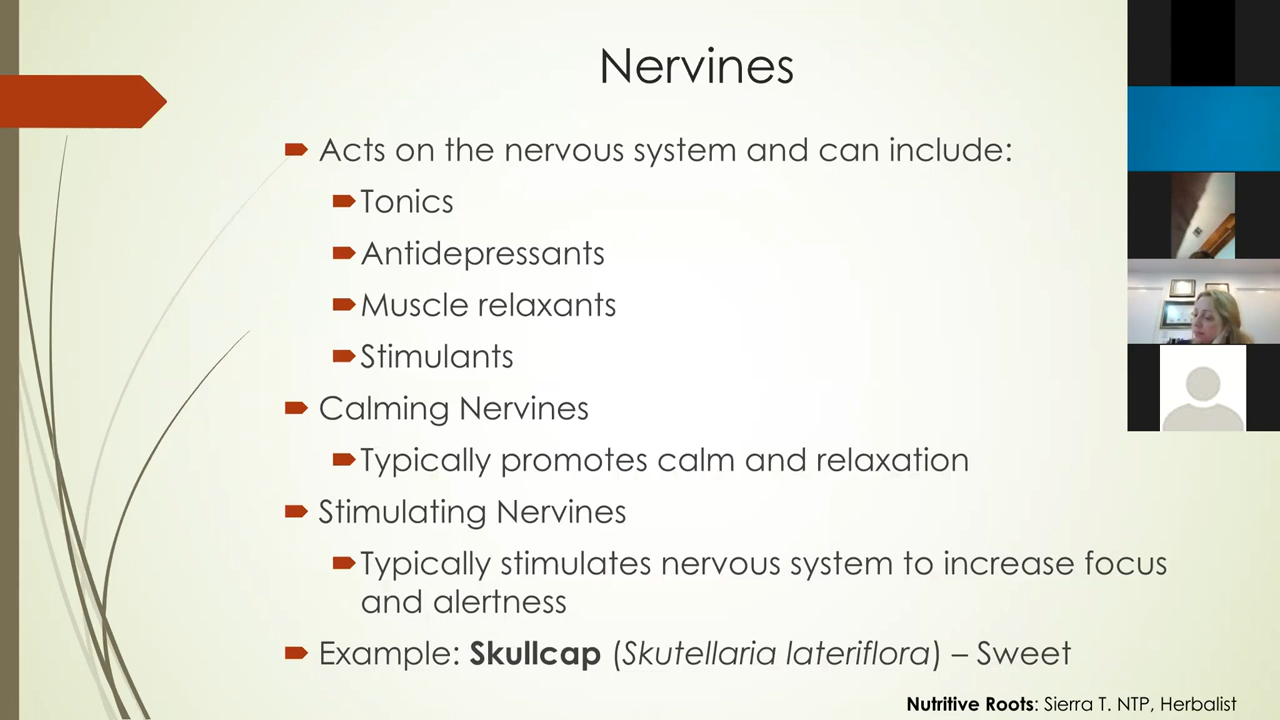 Nervines
Acts on the nervous system and can include:
Tonics
Antidepressants
Muscle relaxants
Stimulants
Calming Nervines
Typically promotes calm and relaxation
Stimulating Nervines
Typically stimulates nervous system to increase focus
and alertness
Example: Skullcap (Skutellaria lateriflora) – Sweet
Nutritive Roots: Sierra T. NTP, Herbalist